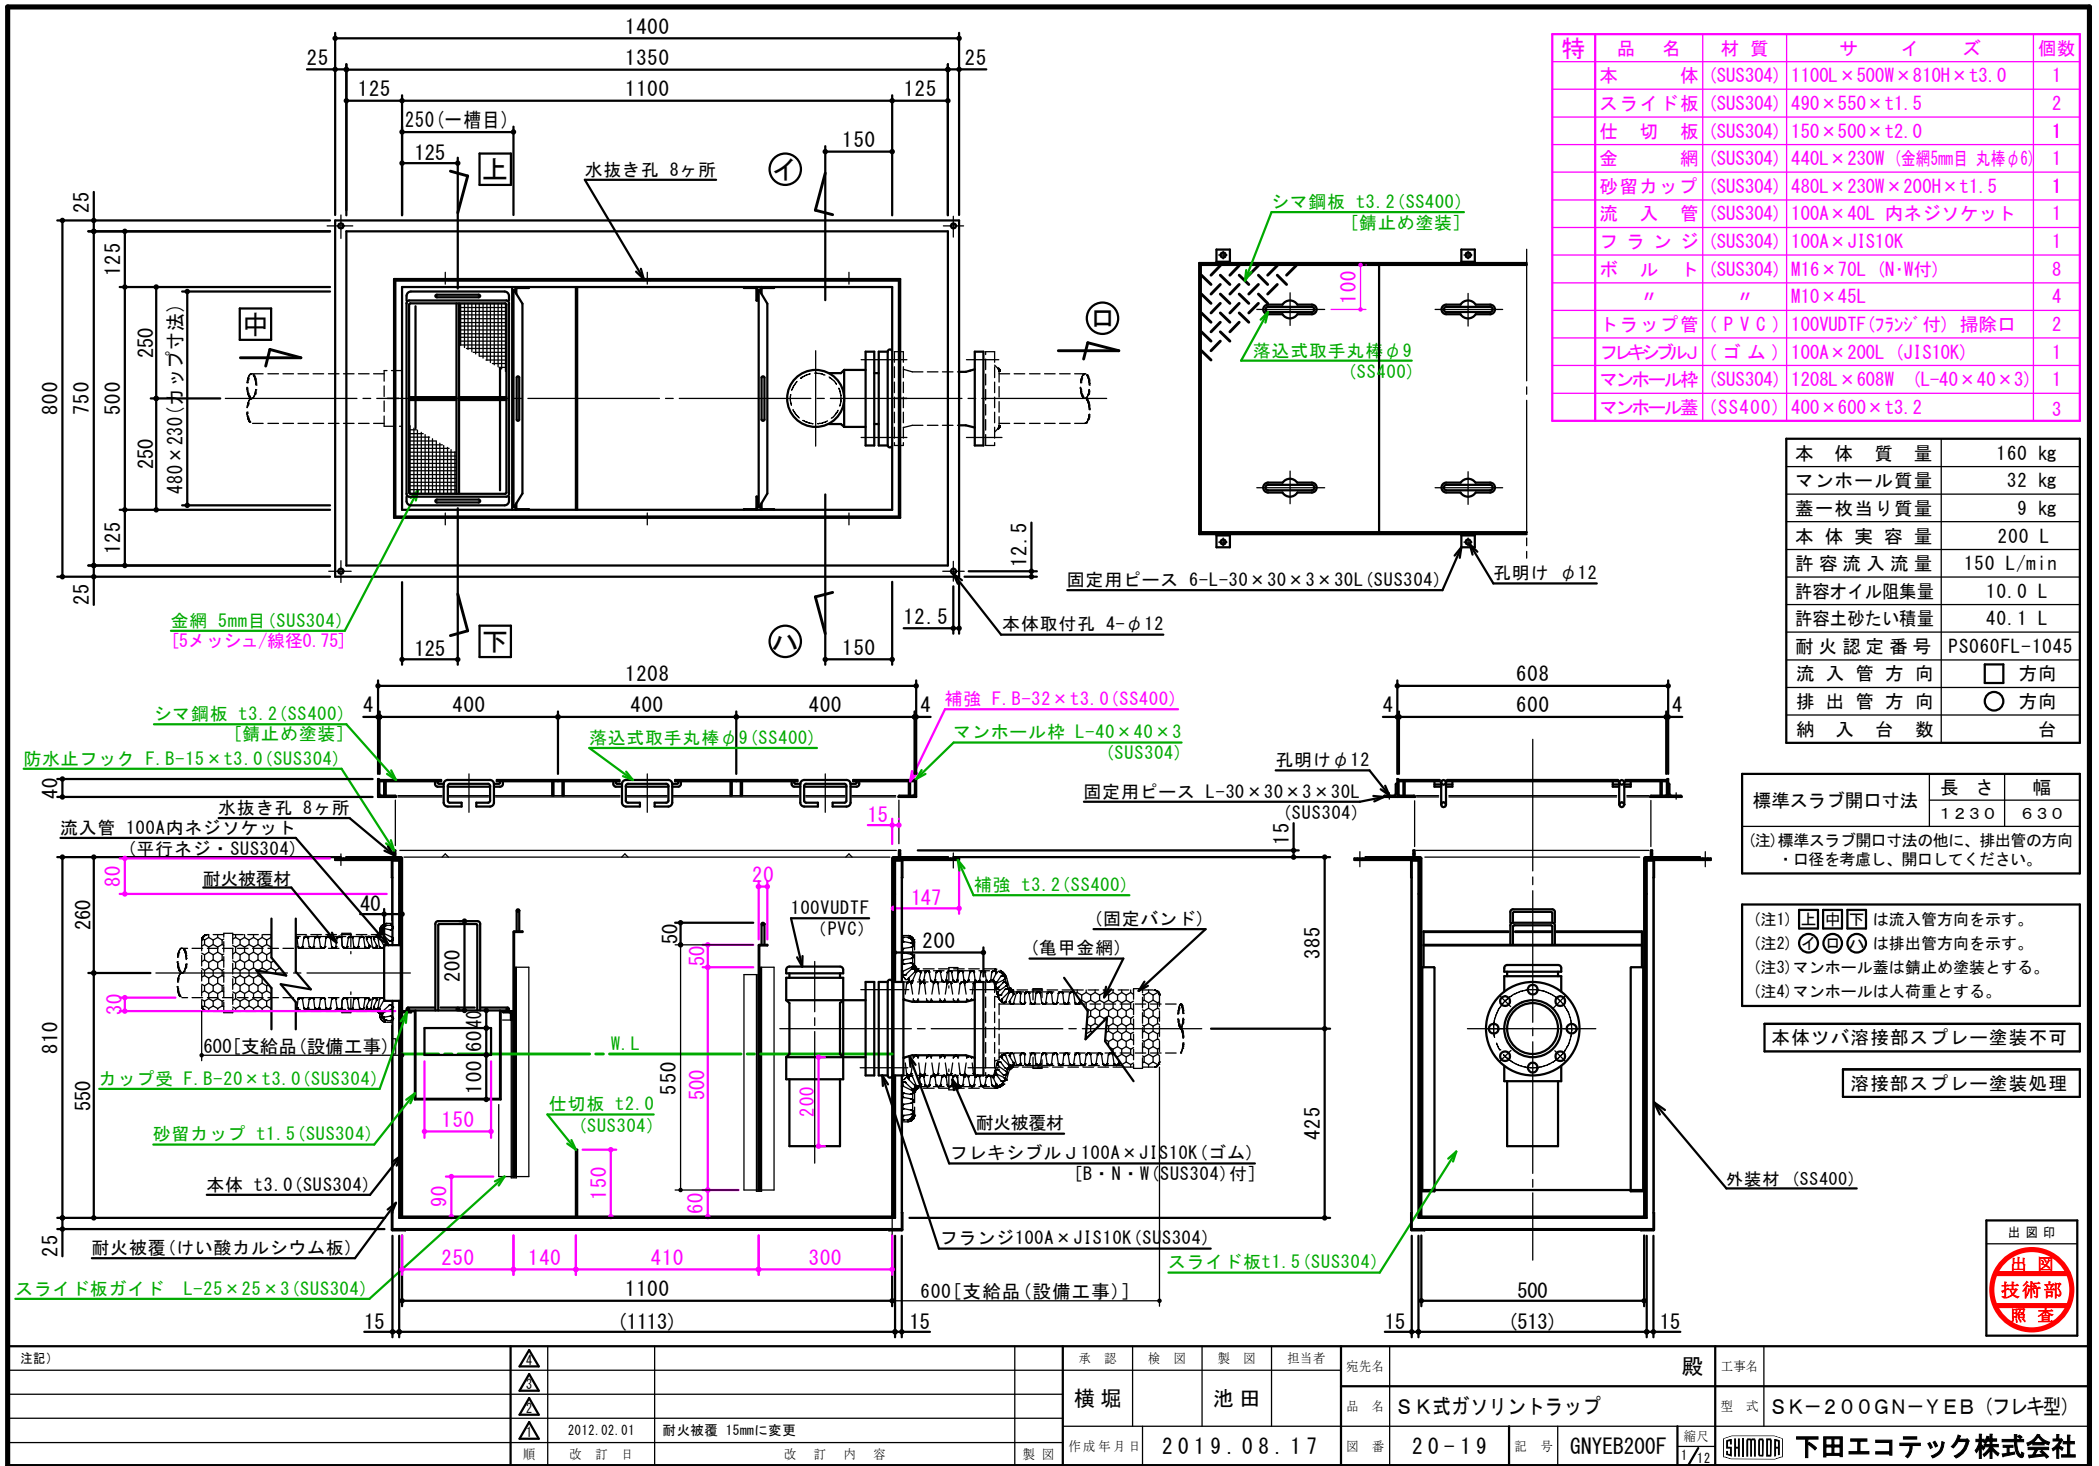 1400
25 1350 25
125 1100 125
250(一槽目)
125
150
上
イ
水抜き孔 8ヶ所
中
ロ
25
125
250
250
125
25
800
750
500
480×230(カップ寸法)
金網 5mm目(SUS304)
[5メッシュ/線径0.75]
125
下
ハ
150
12.5
12.5
本体取付孔 4-φ12
シマ鋼板 t3.2(SS400)
[錆止め塗装]
100
落込式取手丸棒φ9
(SS400)
固定用ピース 6-L-30×30×3×30L(SUS304)
孔明け φ12
特 品名 材質 サイズ 個数
本体 (SUS304) 1100L×500W×810H×t3.0 1
スライド板 (SUS304) 490×550×t1.5 2
仕切板 (SUS304) 150×500×t2.0 1
金網 (SUS304) 440L×230W (金網5mm目 丸棒φ6) 1
砂留カップ (SUS304) 480L×230W×200H×t1.5 1
流入管 (SUS304) 100A×40L 内ネジソケット 1
フランジ (SUS304) 100A×JIS10K 1
ボルト (SUS304) M16×70L (N・W付) 8
〃 〃 M10×45L 4
トラップ管 (PVC) 100VUDTF(フランジ付) 掃除口 2
フレキシブルJ (ゴム) 100A×200L (JIS10K) 1
マンホール枠 (SUS304) 1208L×608W (L-40×40×3) 1
マンホール蓋 (SS400) 400×600×t3.2 3
本体質量 160 kg
マンホール質量 32 kg
蓋一枚当り質量 9 kg
本体実容量 200 L
許容流入流量 150 L/min
許容オイル阻集量 10.0 L
許容土砂たい積量 40.1 L
耐火認定番号 PS060FL-1045
流入管方向 □ 方向
排出管方向 ○ 方向
納入台数 台
標準スラブ開口寸法 長さ 幅
1230 630
(注)標準スラブ開口寸法の他に、排出管の方向
・口径を考慮し、開口してください。
(注1) 上中下 は流入管方向を示す。
(注2) イロハ は排出管方向を示す。
(注3)マンホール蓋は錆止め塗装とする。
(注4)マンホールは人荷重とする。
本体ツバ溶接部スプレー塗装不可
溶接部スプレー塗装処理
1208
4 400 400 400 4
シマ鋼板 t3.2(SS400)
[錆止め塗装]
落込式取手丸棒φ9(SS400)
補強 F.B-32×t3.0(SS400)
マンホール枠 L-40×40×3
(SUS304)
防水止フック F.B-15×t3.0(SUS304)
40
水抜き孔 8ヶ所
流入管 100A内ネジソケット
(平行ネジ・SUS304)
耐火被覆材
80
260
40
30
810
550
25
200
40
60
100
150
90
600[支給品(設備工事)]
カップ受 F.B-20×t3.0(SUS304)
砂留カップ t1.5(SUS304)
本体 t3.0(SUS304)
耐火被覆(けい酸カルシウム板)
スライド板ガイド L-25×25×3(SUS304)
W.L
仕切板 t2.0
(SUS304)
150
50
550
20
50
500
60
100VUDTF
(PVC)
200
15
147
補強 t3.2(SS400)
200
(固定バンド)
(亀甲金網)
耐火被覆材
フレキシブルJ100A×JIS10K(ゴム)
[B・N・W(SUS304)付]
フランジ100A×JIS10K(SUS304)
600[支給品(設備工事)]
250 140 410 300
1100
15 (1113) 15
608
4 600 4
孔明けφ12
固定用ピース L-30×30×3×30L
(SUS304)
15
385
425
外装材 (SS400)
スライド板t1.5(SUS304)
500
15 (513) 15
出図印
出図
技術部
照査
注記)
4
3
2
1 2012.02.01 耐火被覆 15mmに変更
順 改訂日 改訂内容 製図
承認 検図 製図 担当者
横堀 池田
作成年月日 2019.08.17
宛先名 殿 工事名
品名 SK式ガソリントラップ 型式 SK-200GN-YEB (フレキ型)
図番 20-19 記号 GNYEB200F 縮尺 1/12
SHIMODA 下田エコテック株式会社